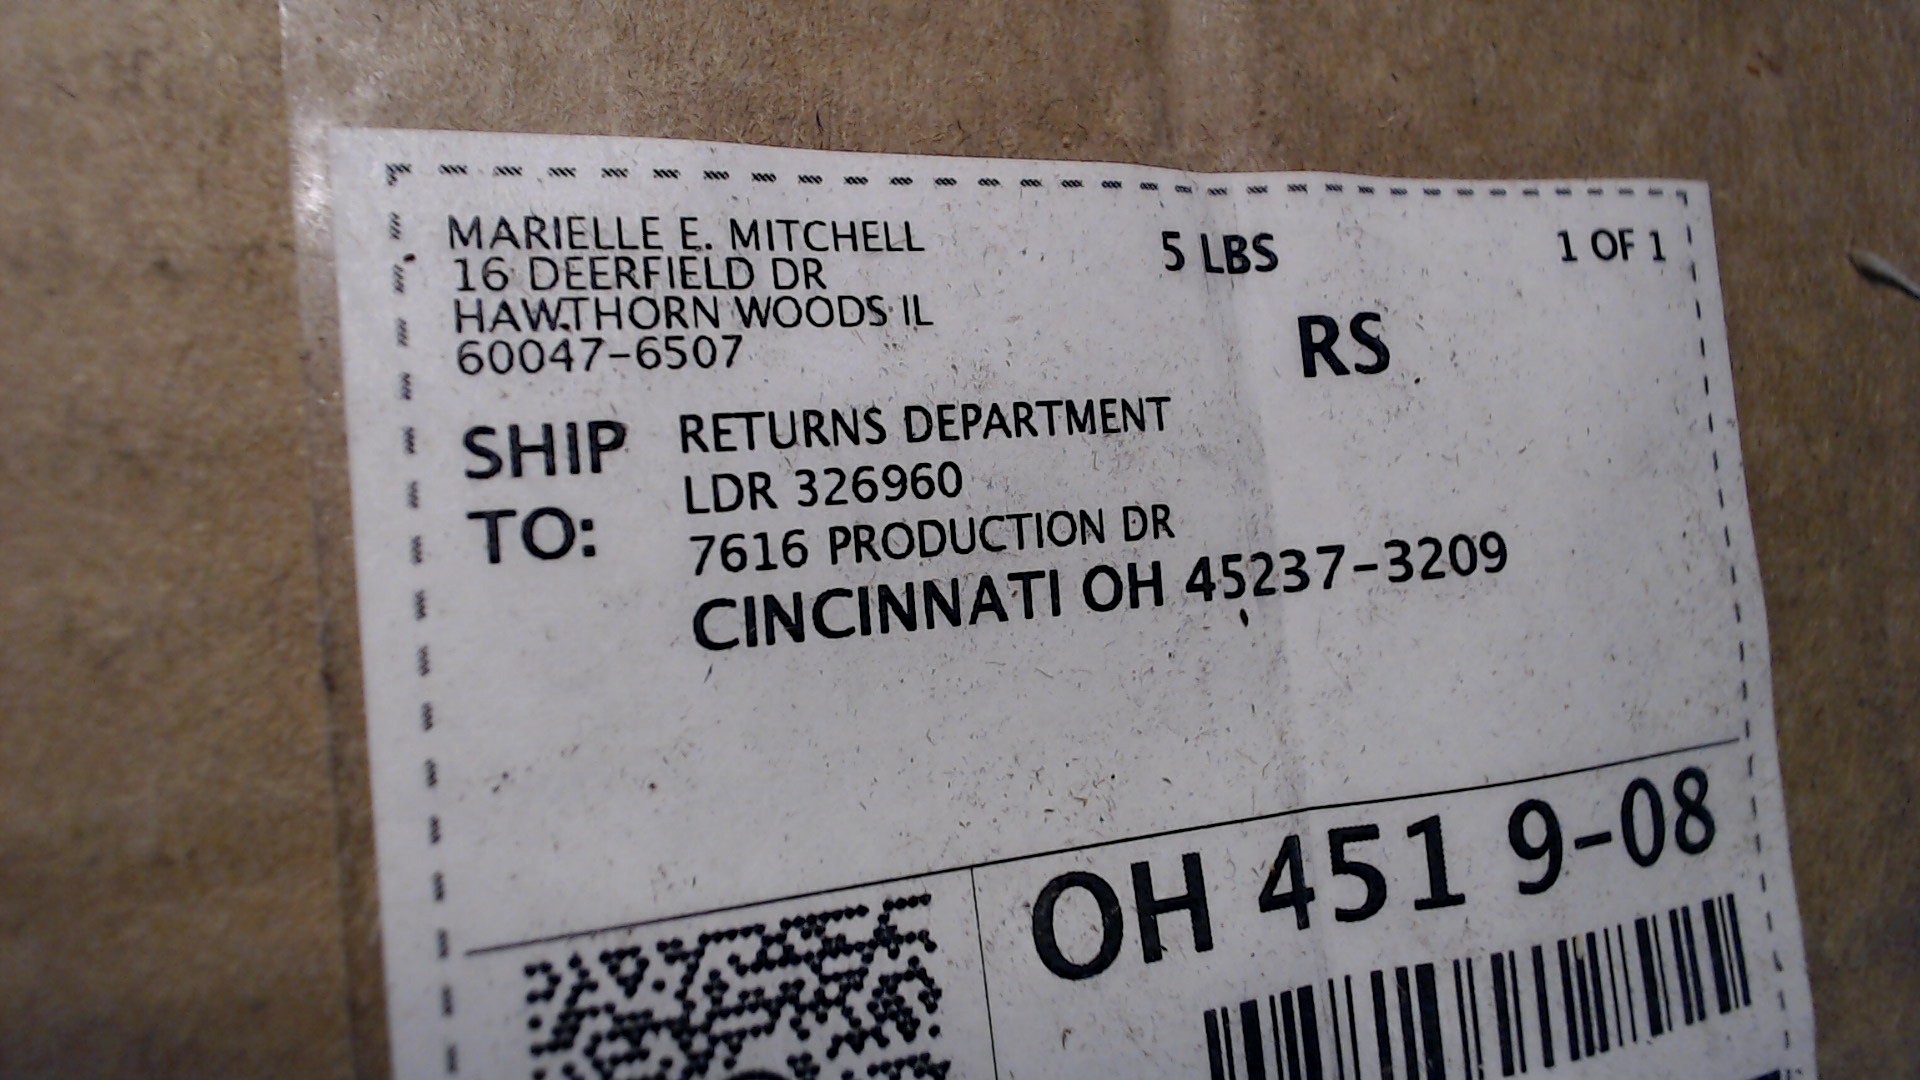 MARIELLE E. MITCHELL
16 DEERFIELD DR
HAWTHORN WOODS IL
60047-6507
5 LBS
1 OF 1
RS
SHIP TO:
RETURNS DEPARTMENT
LDR 326960
7616 PRODUCTION DR
CINCINNATI OH 45237-3209
OH 451 9-08